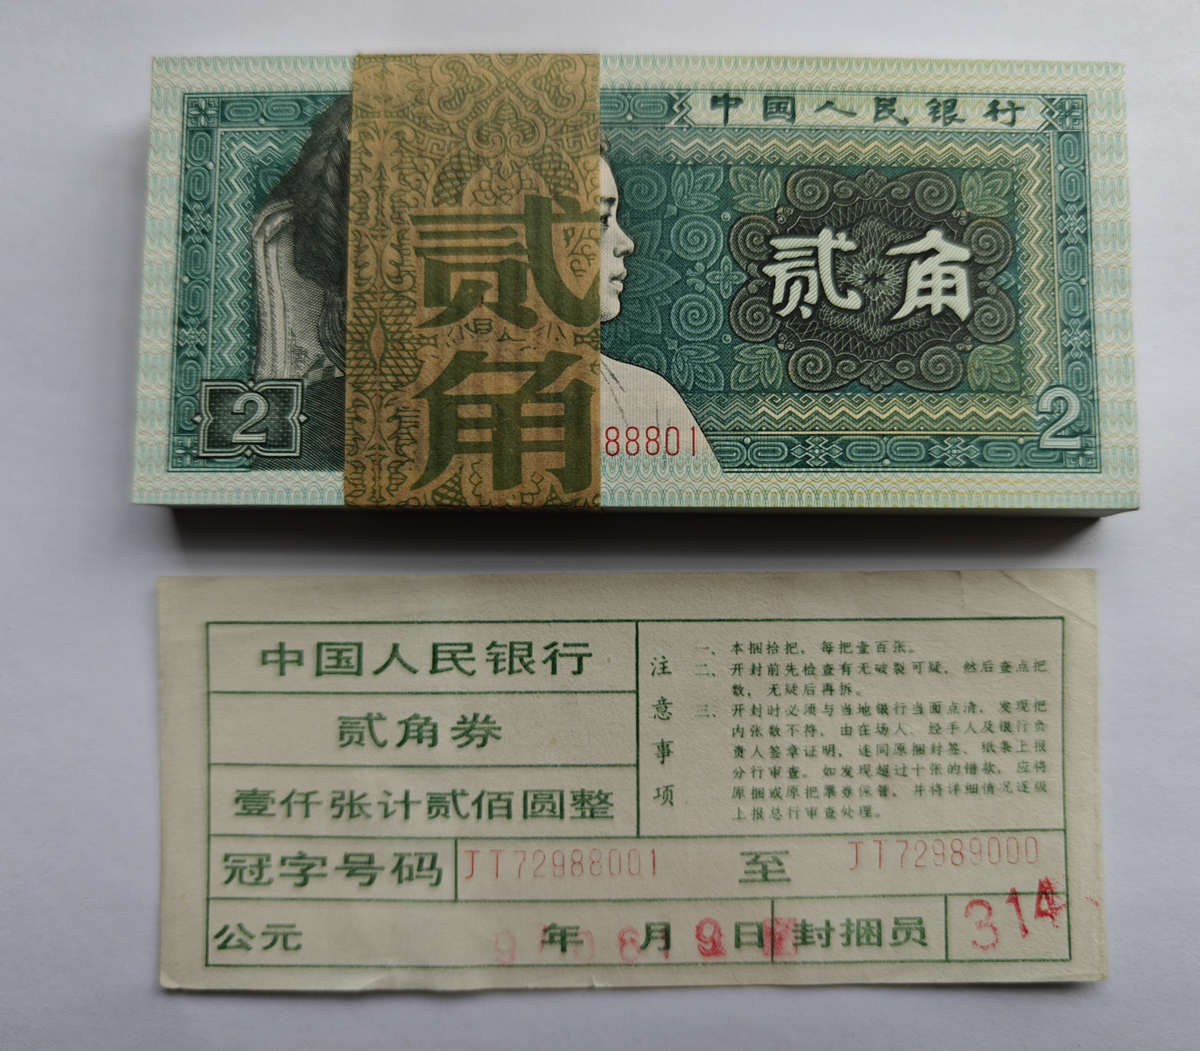 中国人民银行
贰角
贰角
2
88801
2
中国人民银行
贰角券
壹仟张计贰佰圆整
注意事项
一、本捆拾把，每把壹百张。
二、开封前先检查有无破裂可疑，然后查点把
数，无疑后再拆。
三、开封时必须与当地银行当面点清，发现把
内张数不符，由在场人、经手人及银行负
责人签章证明，连同原捆封签、纸条上报
分行审查。如发现超过十张的错款，应将
原捆或原把票券保管，并将详细情况逐级
上报总行审查处理。
冠字号码 JT72988001 至 JT72989000
公元 年 月 日 封捆员 314